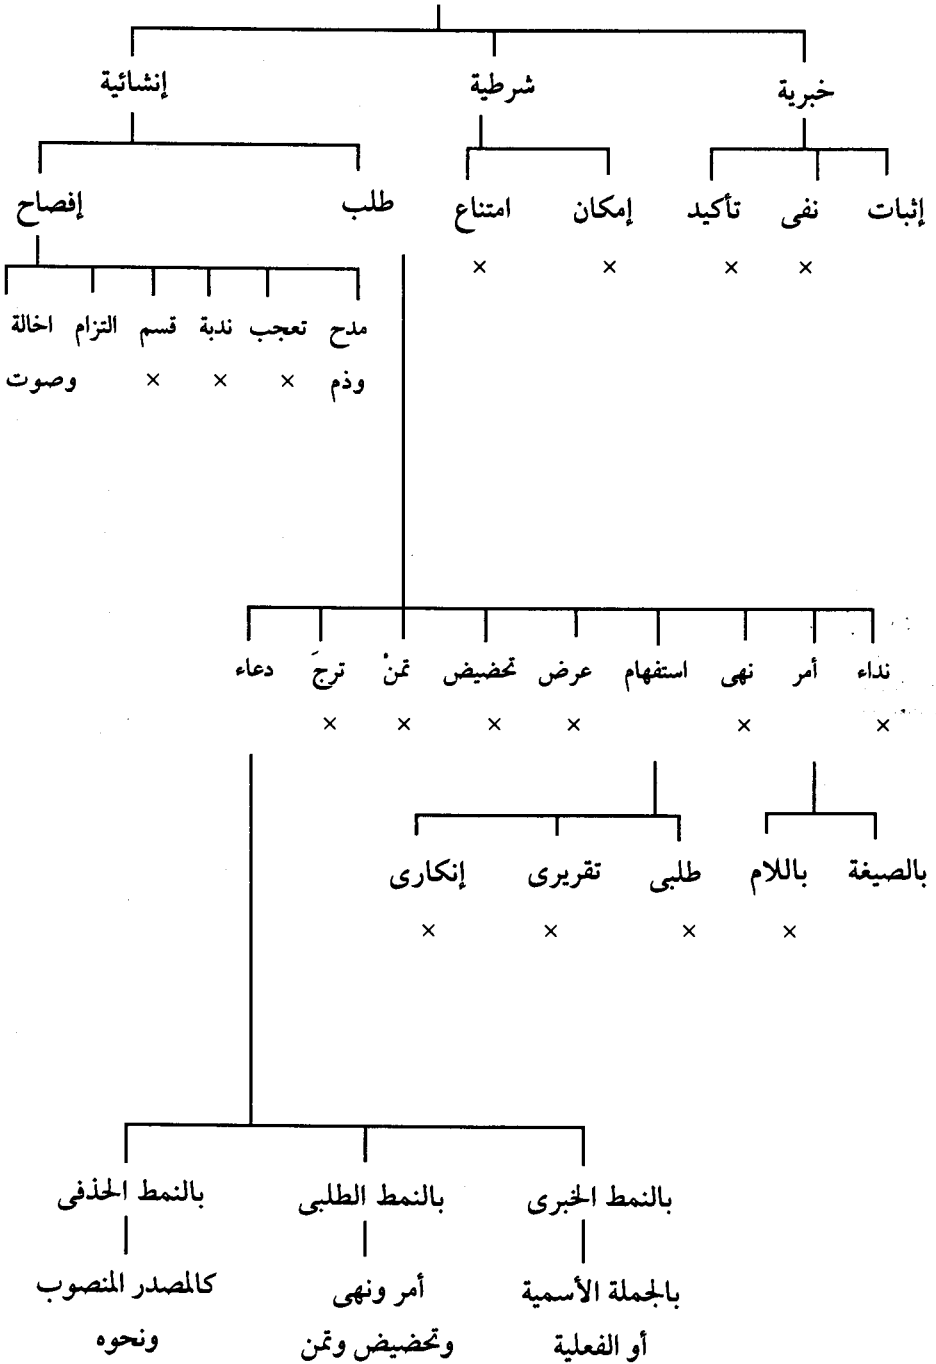 خبرية شرطية إنشائية
إثبات نفى تأكيد إمكان امتناع طلب إفصاح
× × × ×
مدح تعجب ندبة قسم التزام اخالة
وذم × × × وصوت
نداء أمر نهى استفهام عرض تحضيض تمنْ ترجَ دعاء
× × × × × ×
بالصيغة باللام طلبى تقريرى إنكارى
× × × ×
بالنمط الخبرى بالنمط الطلبى بالنمط الحذفى
بالجملة الأسمية أمر ونهى كالمصدر المنصوب
أو الفعلية وتحضيض وتمن ونحوه